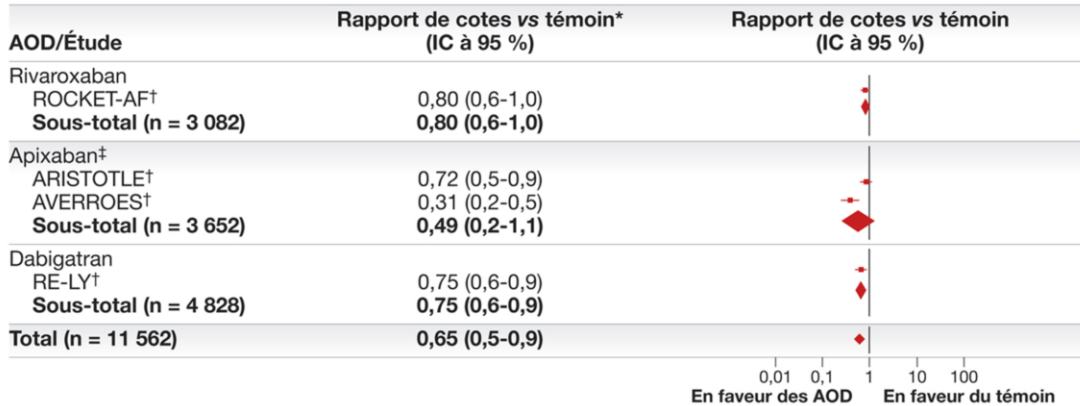 AOD/Étude
Rapport de cotes vs témoin*
(IC à 95 %)
Rapport de cotes vs témoin
(IC à 95 %)
Rivaroxaban
ROCKET-AF† 0,80 (0,6-1,0)
Sous-total (n = 3 082) 0,80 (0,6-1,0)
Apixaban‡
ARISTOTLE† 0,72 (0,5-0,9)
AVERROES† 0,31 (0,2-0,5)
Sous-total (n = 3 652) 0,49 (0,2-1,1)
Dabigatran
RE-LY† 0,75 (0,6-0,9)
Sous-total (n = 4 828) 0,75 (0,6-0,9)
Total (n = 11 562) 0,65 (0,5-0,9)
0,01 0,1 1 10 100
En faveur des AOD En faveur du témoin